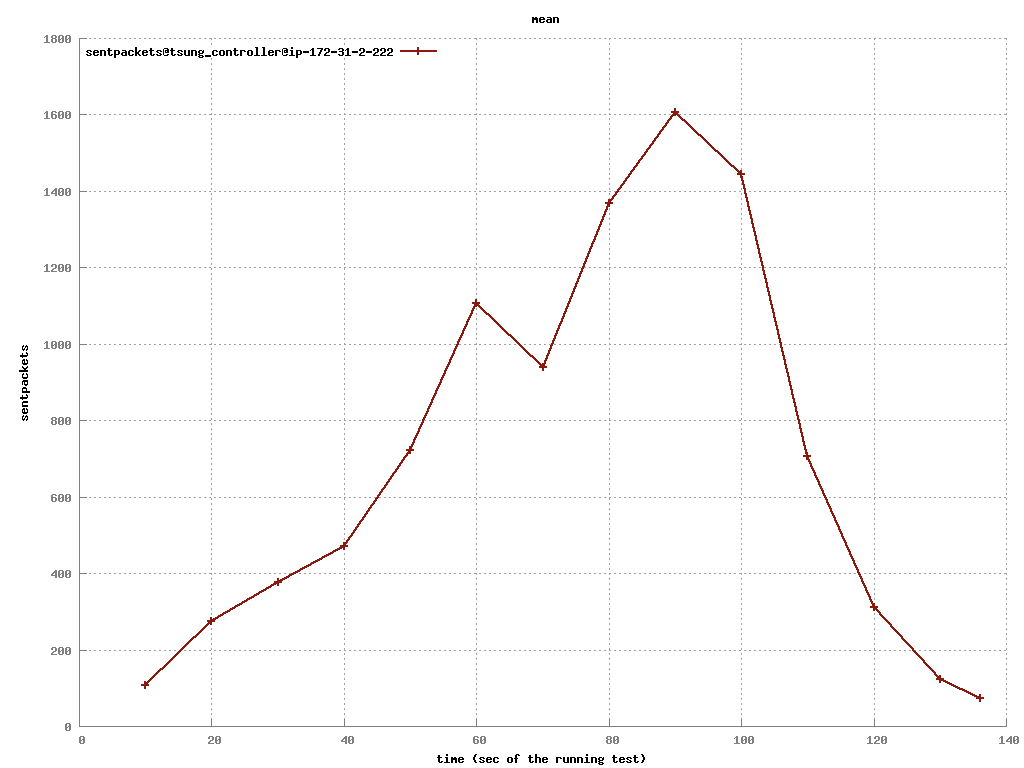 mean
1800
sentpackets@tsung_controller@ip-172-31-2-222
1600
1400
1200
1000
800
600
400
200
0
sentpackets
0 20 40 60 80 100 120 140
time (sec of the running test)